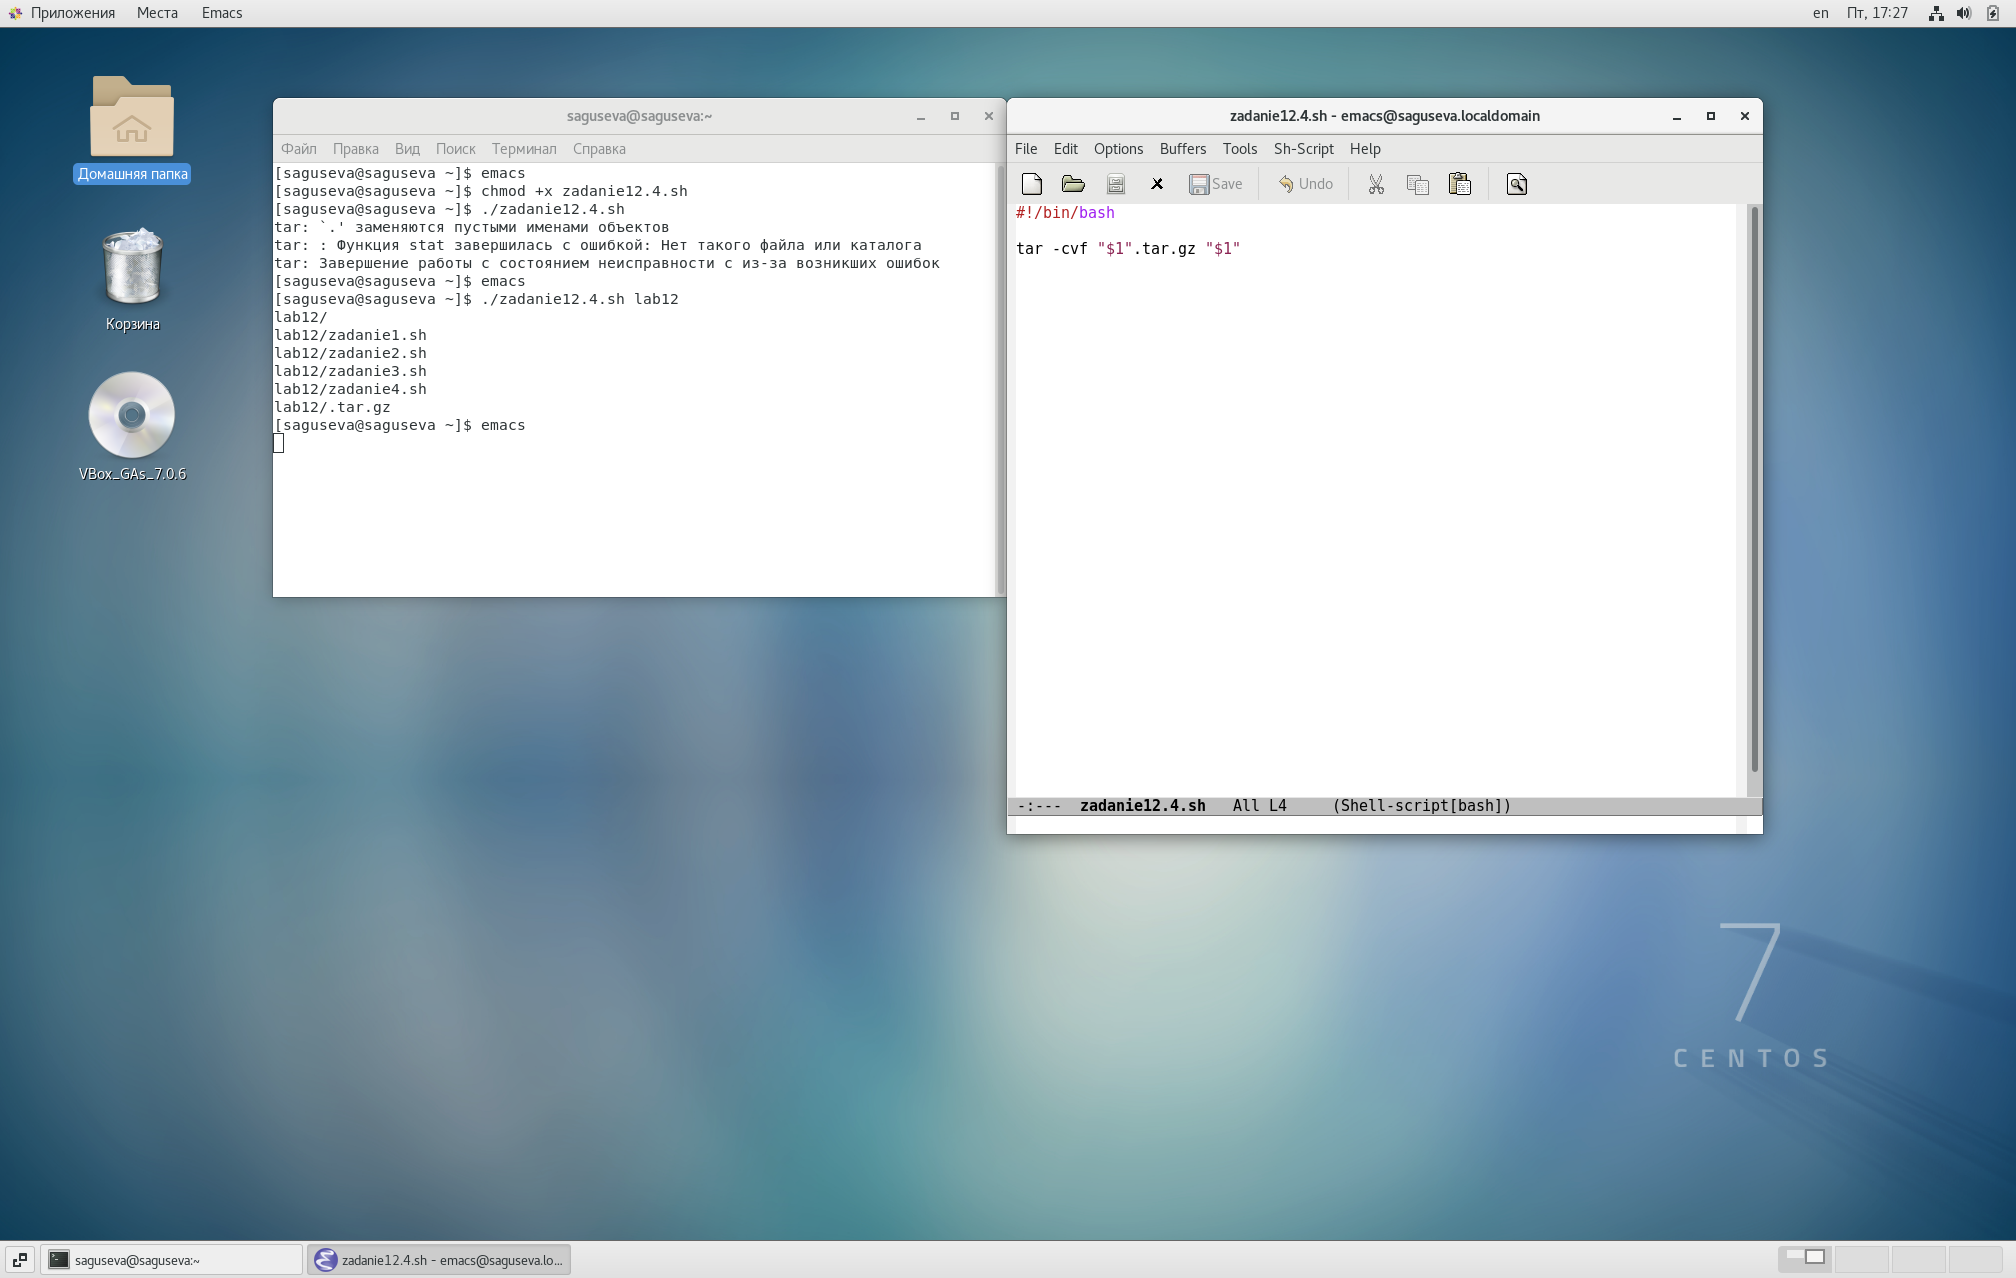 Приложения Места Emacs en Пт, 17:27
Домашняя папка
Корзина
VBox_GAs_7.0.6
saguseva@saguseva:~
Файл Правка Вид Поиск Терминал Справка
[saguseva@saguseva ~]$ emacs
[saguseva@saguseva ~]$ chmod +x zadanie12.4.sh
[saguseva@saguseva ~]$ ./zadanie12.4.sh
tar: `.' заменяются пустыми именами объектов
tar: : Функция stat завершилась с ошибкой: Нет такого файла или каталога
tar: Завершение работы с состоянием неисправности с из-за возникших ошибок
[saguseva@saguseva ~]$ emacs
[saguseva@saguseva ~]$ ./zadanie12.4.sh lab12
lab12/
lab12/zadanie1.sh
lab12/zadanie2.sh
lab12/zadanie3.sh
lab12/zadanie4.sh
lab12/.tar.gz
[saguseva@saguseva ~]$ emacs
zadanie12.4.sh - emacs@saguseva.localdomain
File Edit Options Buffers Tools Sh-Script Help
Save Undo
#!/bin/bash
tar -cvf "$1".tar.gz "$1"
-:--- zadanie12.4.sh All L4 (Shell-script[bash])
7
CENTOS
saguseva@saguseva:~ zadanie12.4.sh - emacs@saguseva.lo...